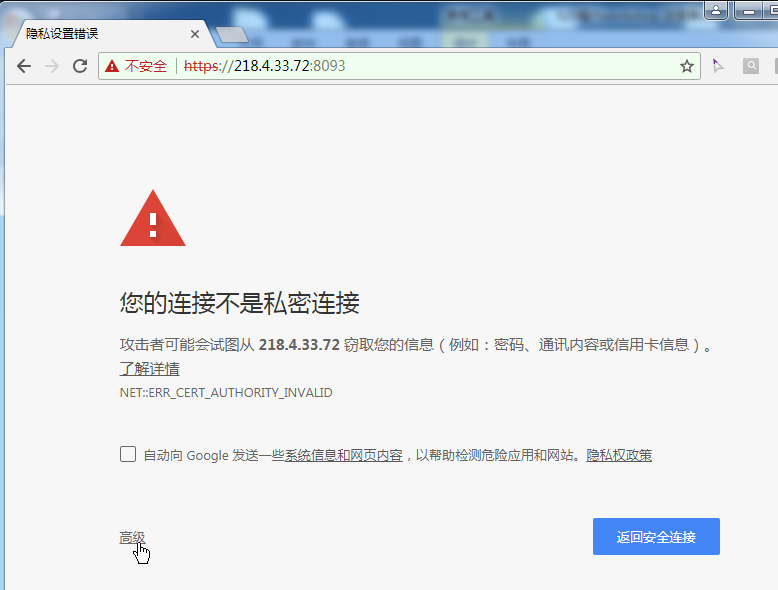 隐私设置错误
不安全 https://218.4.33.72:8093
您的连接不是私密连接
攻击者可能会试图从 218.4.33.72 窃取您的信息（例如：密码、通讯内容或信用卡信息）。
了解详情
NET::ERR_CERT_AUTHORITY_INVALID
自动向 Google 发送一些系统信息和网页内容，以帮助检测危险应用和网站。隐私权政策
高级
返回安全连接